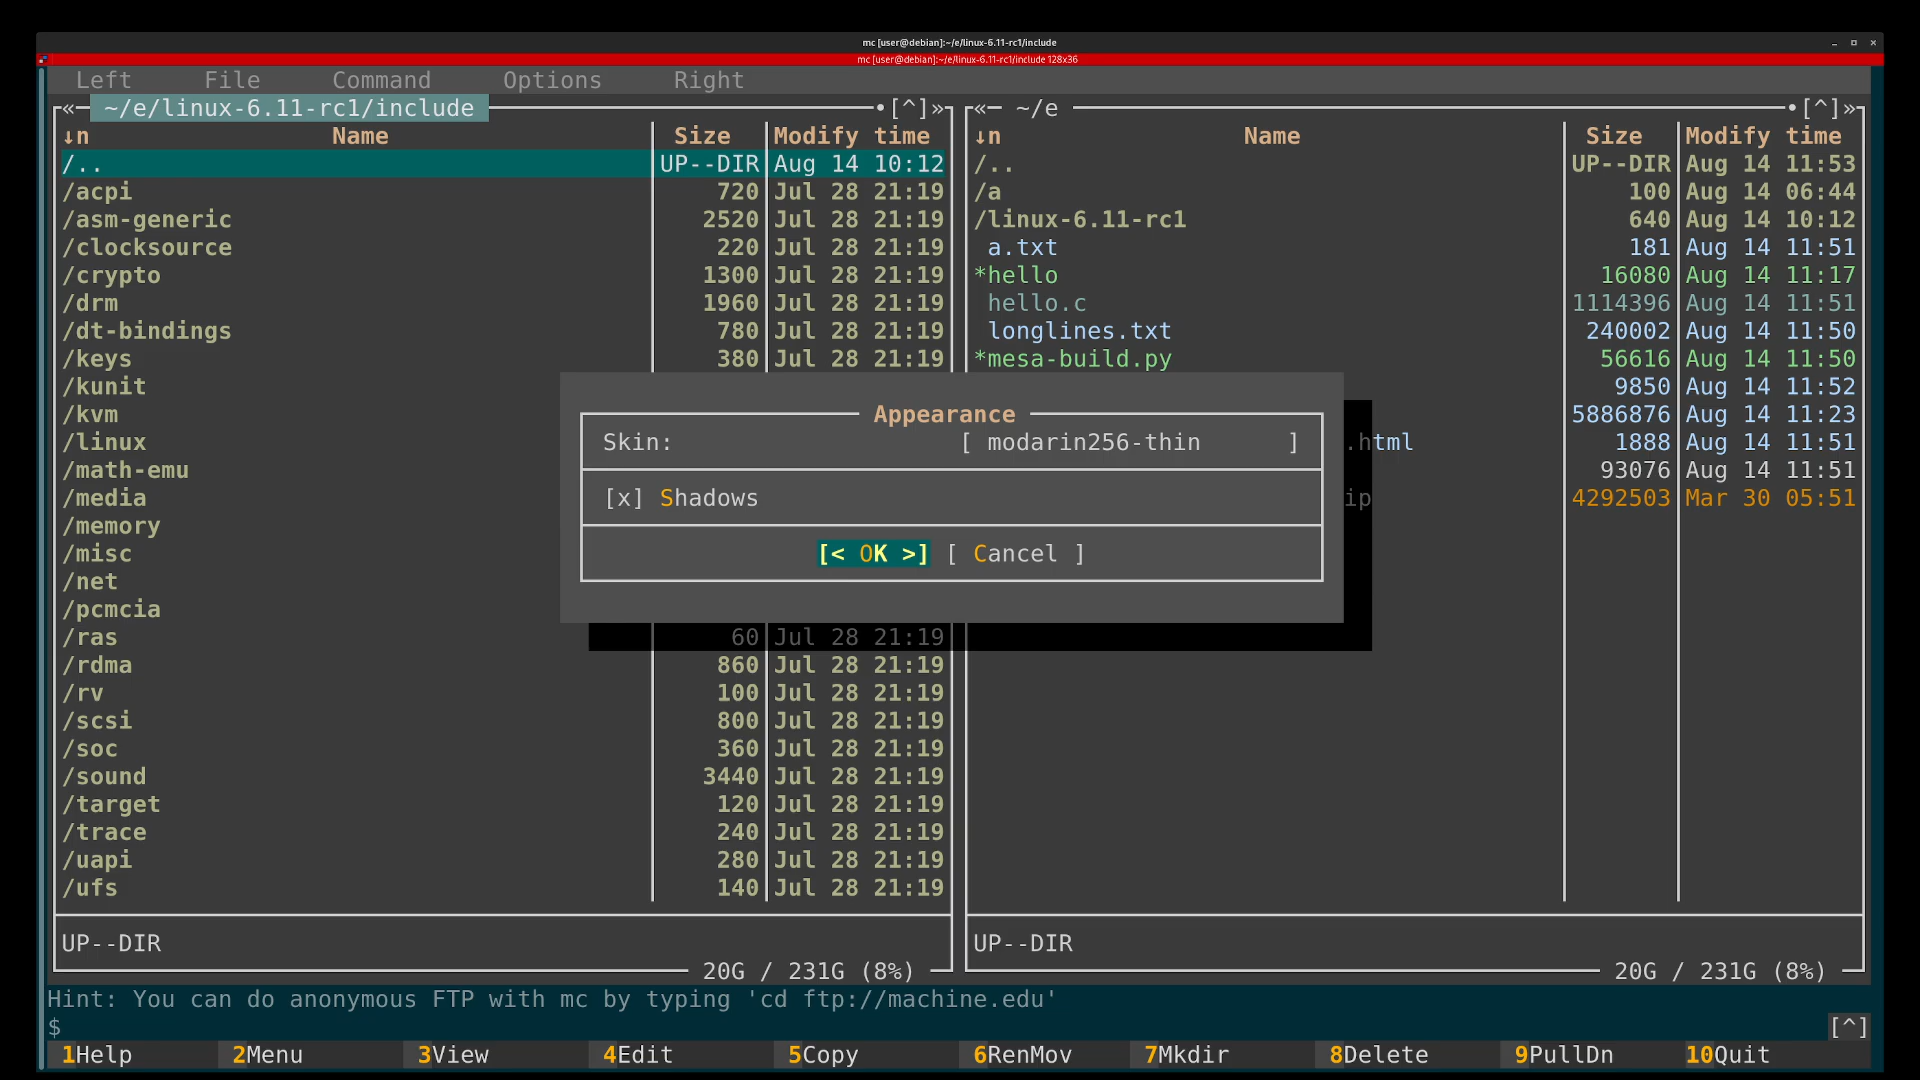 mc [user@debian]:~/e/linux-6.11-rc1/include
mc [user@debian]:~/e/linux-6.11-rc1/include 128x36
Left File Command Options Right
«─ ~/e/linux-6.11-rc1/include •[^]» «─ ~/e •[^]»
↓n Name Size Modify time ↓n Name Size Modify time
/.. UP--DIR Aug 14 10:12 /.. UP--DIR Aug 14 11:53
/acpi 720 Jul 28 21:19 /a 100 Aug 14 06:44
/asm-generic 2520 Jul 28 21:19 /linux-6.11-rc1 640 Aug 14 10:12
/clocksource 220 Jul 28 21:19 a.txt 181 Aug 14 11:51
/crypto 1300 Jul 28 21:19 *hello 16080 Aug 14 11:17
/drm 1960 Jul 28 21:19 hello.c 1114396 Aug 14 11:51
/dt-bindings 780 Jul 28 21:19 longlines.txt 240002 Aug 14 11:50
/keys 380 Jul 28 21:19 *mesa-build.py 56616 Aug 14 11:50
/kunit 9850 Aug 14 11:52
/kvm Appearance 5886876 Aug 14 11:23
/linux Skin: [ modarin256-thin ] .html 1888 Aug 14 11:51
/math-emu 93076 Aug 14 11:51
/media [x] Shadows ip 4292503 Mar 30 05:51
/memory
/misc [< OK >] [ Cancel ]
/net
/pcmcia
/ras 60 Jul 28 21:19
/rdma 860 Jul 28 21:19
/rv 100 Jul 28 21:19
/scsi 800 Jul 28 21:19
/soc 360 Jul 28 21:19
/sound 3440 Jul 28 21:19
/target 120 Jul 28 21:19
/trace 240 Jul 28 21:19
/uapi 280 Jul 28 21:19
/ufs 140 Jul 28 21:19
UP--DIR UP--DIR
20G / 231G (8%) 20G / 231G (8%)
Hint: You can do anonymous FTP with mc by typing 'cd ftp://machine.edu'
$ [^]
1Help 2Menu 3View 4Edit 5Copy 6RenMov 7Mkdir 8Delete 9PullDn 10Quit